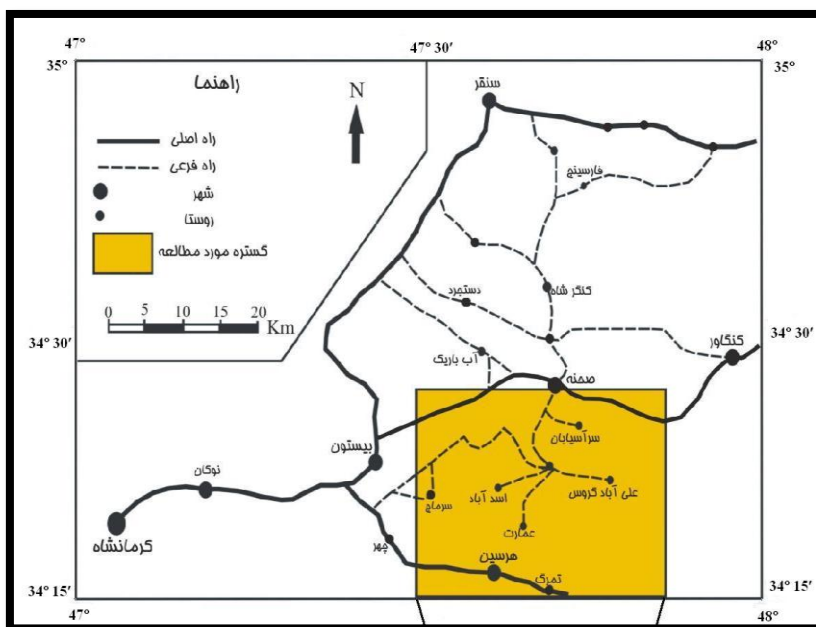 47°
47° 30′
48°
35°
35°
راهنما
N
راه اصلی
راه فرعی
شهر
روستا
گستره مورد مطالعه
0 5 10 15 20
Km
سنقر
فارسینج
کنگر شاه
دستجرد
34° 30′
34° 30′
کنگاور
آب باریک
صحنه
سرآسیابان
بیستون
نوکان
علی آباد گروس
اسد آباد
سرماج
عمارت
کرمانشاه
چهر
هرسین
تمرگ
34° 15′
34° 15′
47°
48°